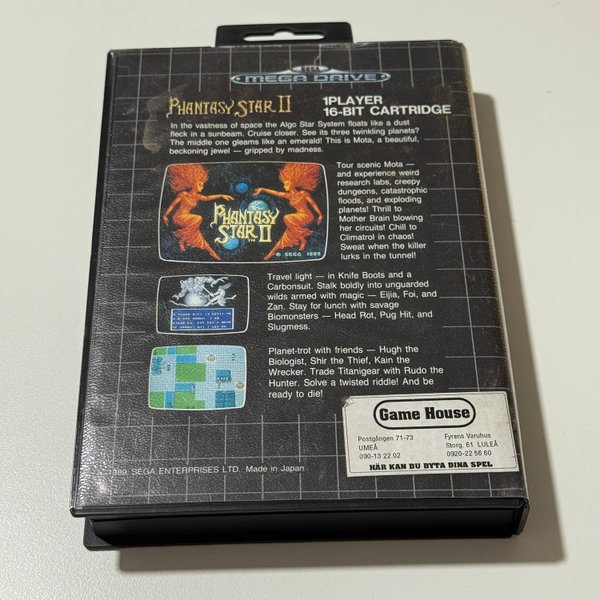 MEGA DRIVE
PHANTASY STAR II
1PLAYER
16-BIT CARTRIDGE
In the vastness of space the Algo Star System floats like a dust
fleck in a sunbeam. Cruise closer. See its three twinkling planets?
The middle one gleams like an emerald! This is Mota, a beautiful,
beckoning jewel — gripped by madness.
PHANTASY
STAR II
© SEGA 1989
Tour scenic Mota —
and experience weird
research labs, creepy
dungeons, catastrophic
floods, and exploding
planets! Thrill to
Mother Brain blowing
her circuits! Chill to
Climatrol in chaos!
Sweat when the killer
lurks in the tunnel!
Travel light — in Knife Boots and a
Carbonsuit. Stalk boldly into unguarded
wilds armed with magic — Eijia, Foi, and
Zan. Stay for lunch with savage
Biomonsters — Head Rot, Pug Hit, and
Slugmess.
Planet-trot with friends — Hugh the
Biologist, Shir the Thief, Kain the
Wrecker. Trade Titanigear with Rudo the
Hunter. Solve a twisted riddle! And be
ready to die!
Game House
Postgången 71-73
UMEÅ
090-13 22 02
Fyrens Varuhus
Storg. 61 LULEÅ
0920-22 56 60
HÄR KAN DU BYTA DINA SPEL
SEGA ENTERPRISES LTD. Made in Japan